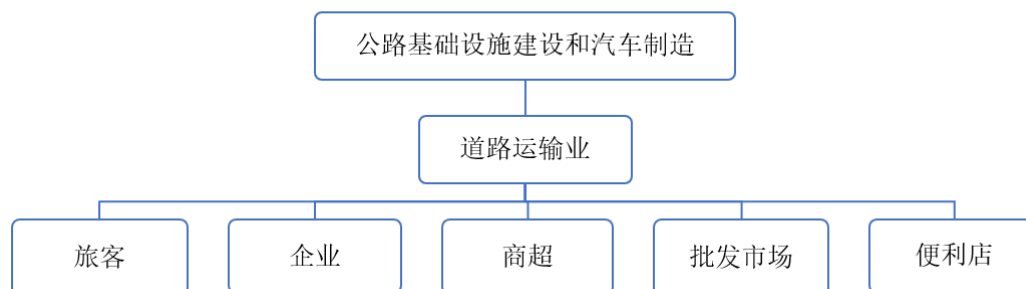 公路基础设施建设和汽车制造
道路运输业
旅客
企业
商超
批发市场
便利店